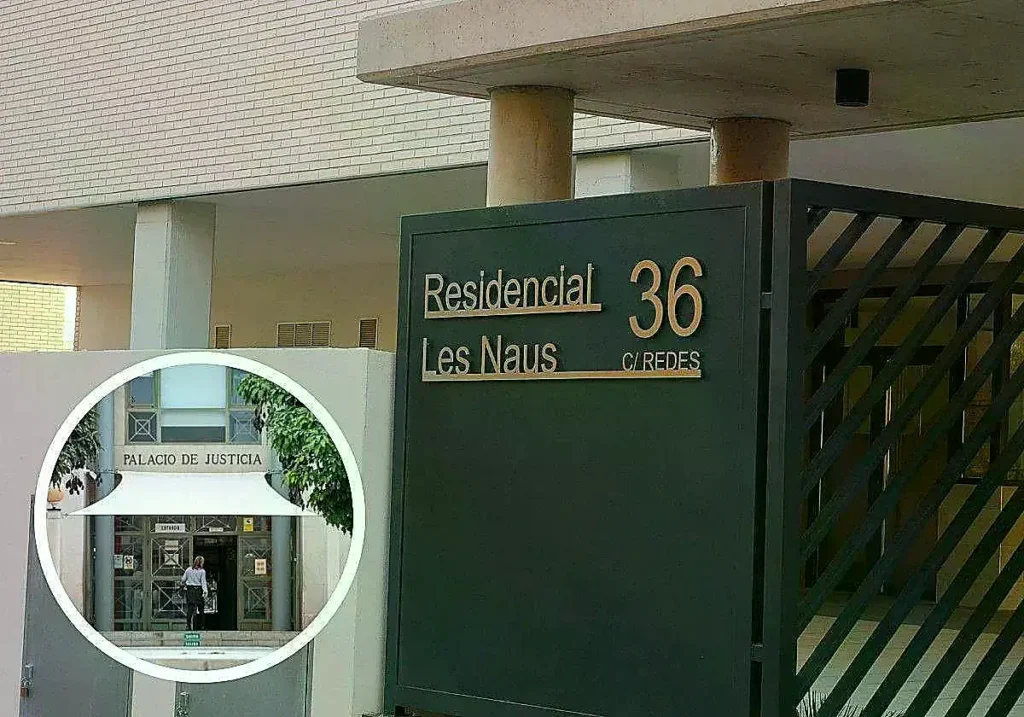 Residencial 36
Les Naus C/ REDES
PALACIO DE JUSTICIA